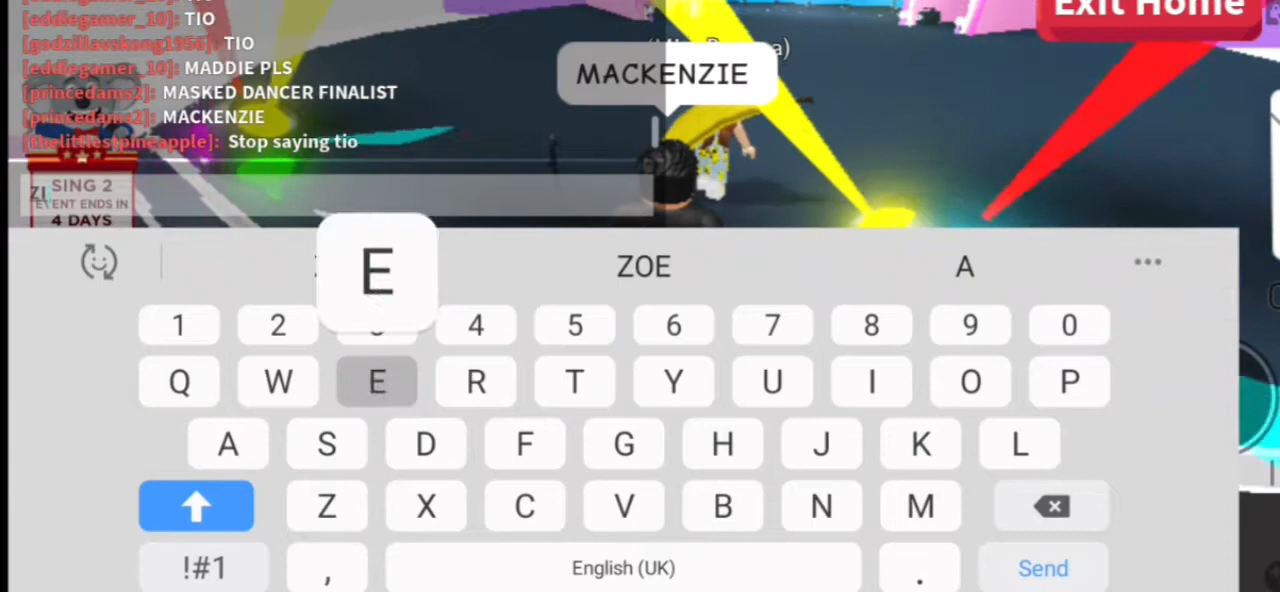 [eddiegamer_10]: TIO
[godzillavskong1956]: TIO
[eddiegamer_10]: MADDIE PLS
[princedams2]: MASKED DANCER FINALIST
[princedams2]: MACKENZIE
[thelittlestpineapple]: Stop saying tio
Exit Home
MACKENZIE
ZI
SING 2
EVENT ENDS IN
4 DAYS
E
ZOE
A
1 2 4 5 6 7 8 9 0
Q W E R T Y U I O P
A S D F G H J K L
Z X C V B N M
!#1 , English (UK) . Send